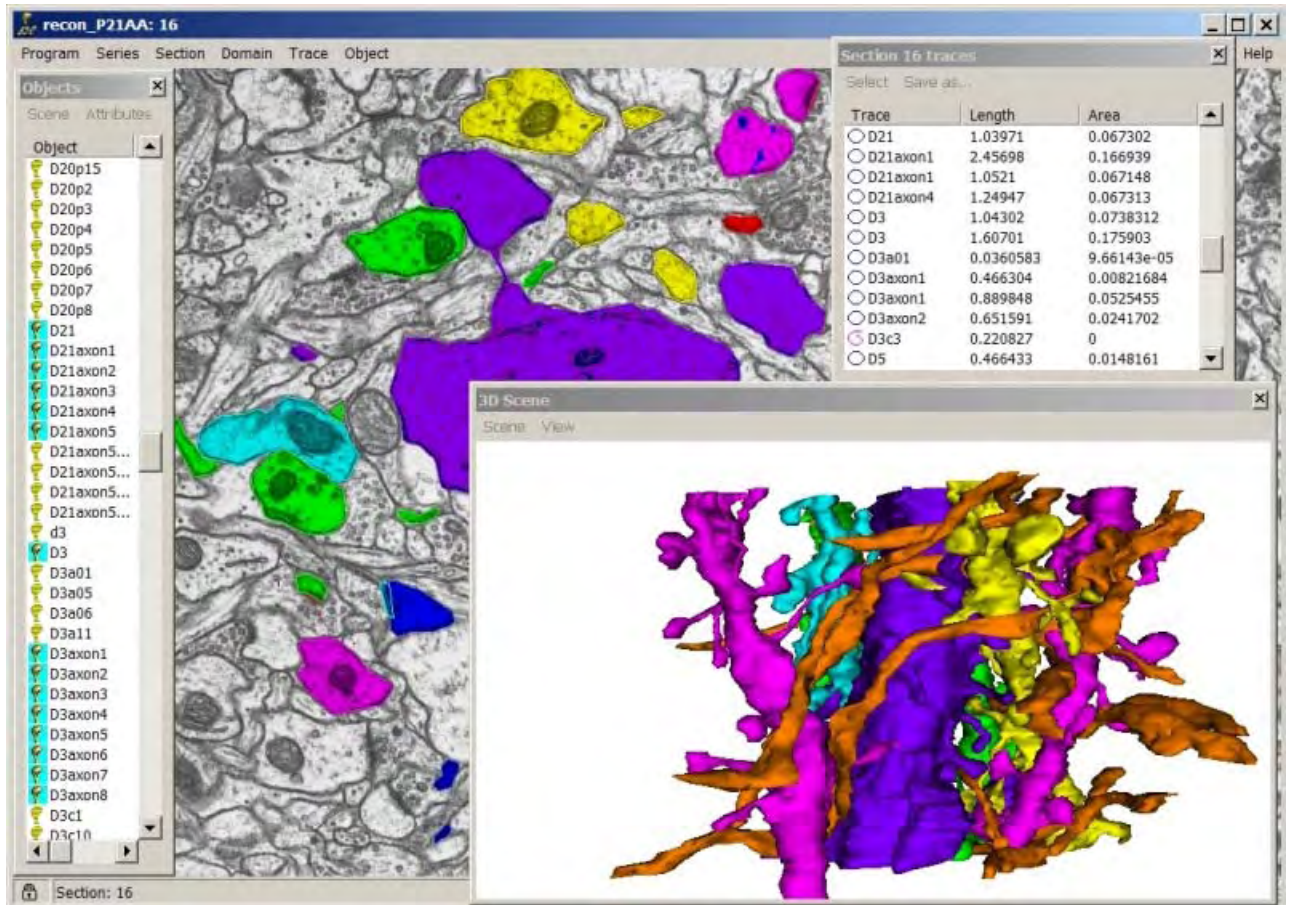 recon_P21AA: 16
Program Series Section Domain Trace Object Help
Objects
Scene Attributes
Object
D20p15
D20p2
D20p3
D20p4
D20p5
D20p6
D20p7
D20p8
D21
D21axon1
D21axon2
D21axon3
D21axon4
D21axon5
D21axon5...
D21axon5...
D21axon5...
D21axon5...
d3
D3
D3a01
D3a05
D3a06
D3a11
D3axon1
D3axon2
D3axon3
D3axon4
D3axon5
D3axon6
D3axon7
D3axon8
D3c1
D3c10
Section 16 traces
Select Save as...
Trace Length Area
D21 1.03971 0.067302
D21axon1 2.45698 0.166939
D21axon1 1.0521 0.067148
D21axon4 1.24947 0.067313
D3 1.04302 0.0738312
D3 1.60701 0.175903
D3a01 0.0360583 9.66143e-05
D3axon1 0.466304 0.00821684
D3axon1 0.889848 0.0525455
D3axon2 0.651591 0.0241702
D3c3 0.220827 0
D5 0.466433 0.0148161
3D Scene
Scene View
Section: 16